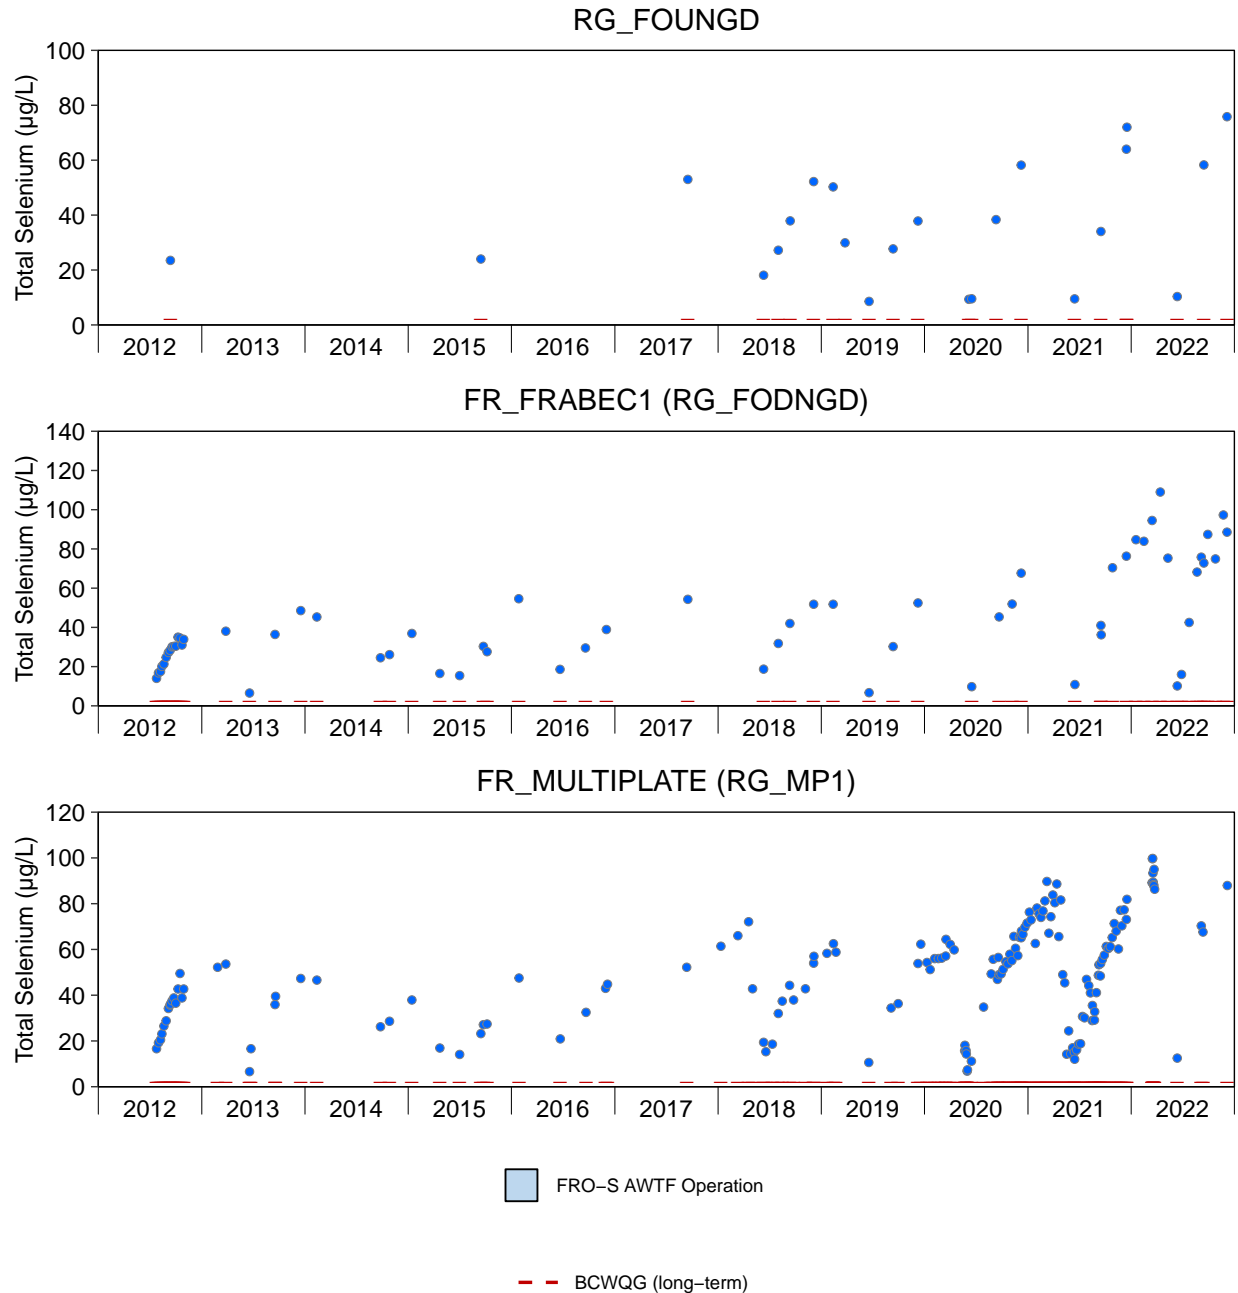 RG_FOUNGD
Total Selenium (µg/L)
100
80
60
40
20
0
2012 2013 2014 2015 2016 2017 2018 2019 2020 2021 2022
FR_FRABEC1 (RG_FODNGD)
Total Selenium (µg/L)
140
120
100
80
60
40
20
0
2012 2013 2014 2015 2016 2017 2018 2019 2020 2021 2022
FR_MULTIPLATE (RG_MP1)
Total Selenium (µg/L)
120
100
80
60
40
20
0
2012 2013 2014 2015 2016 2017 2018 2019 2020 2021 2022
FRO−S AWTF Operation
BCWQG (long−term)